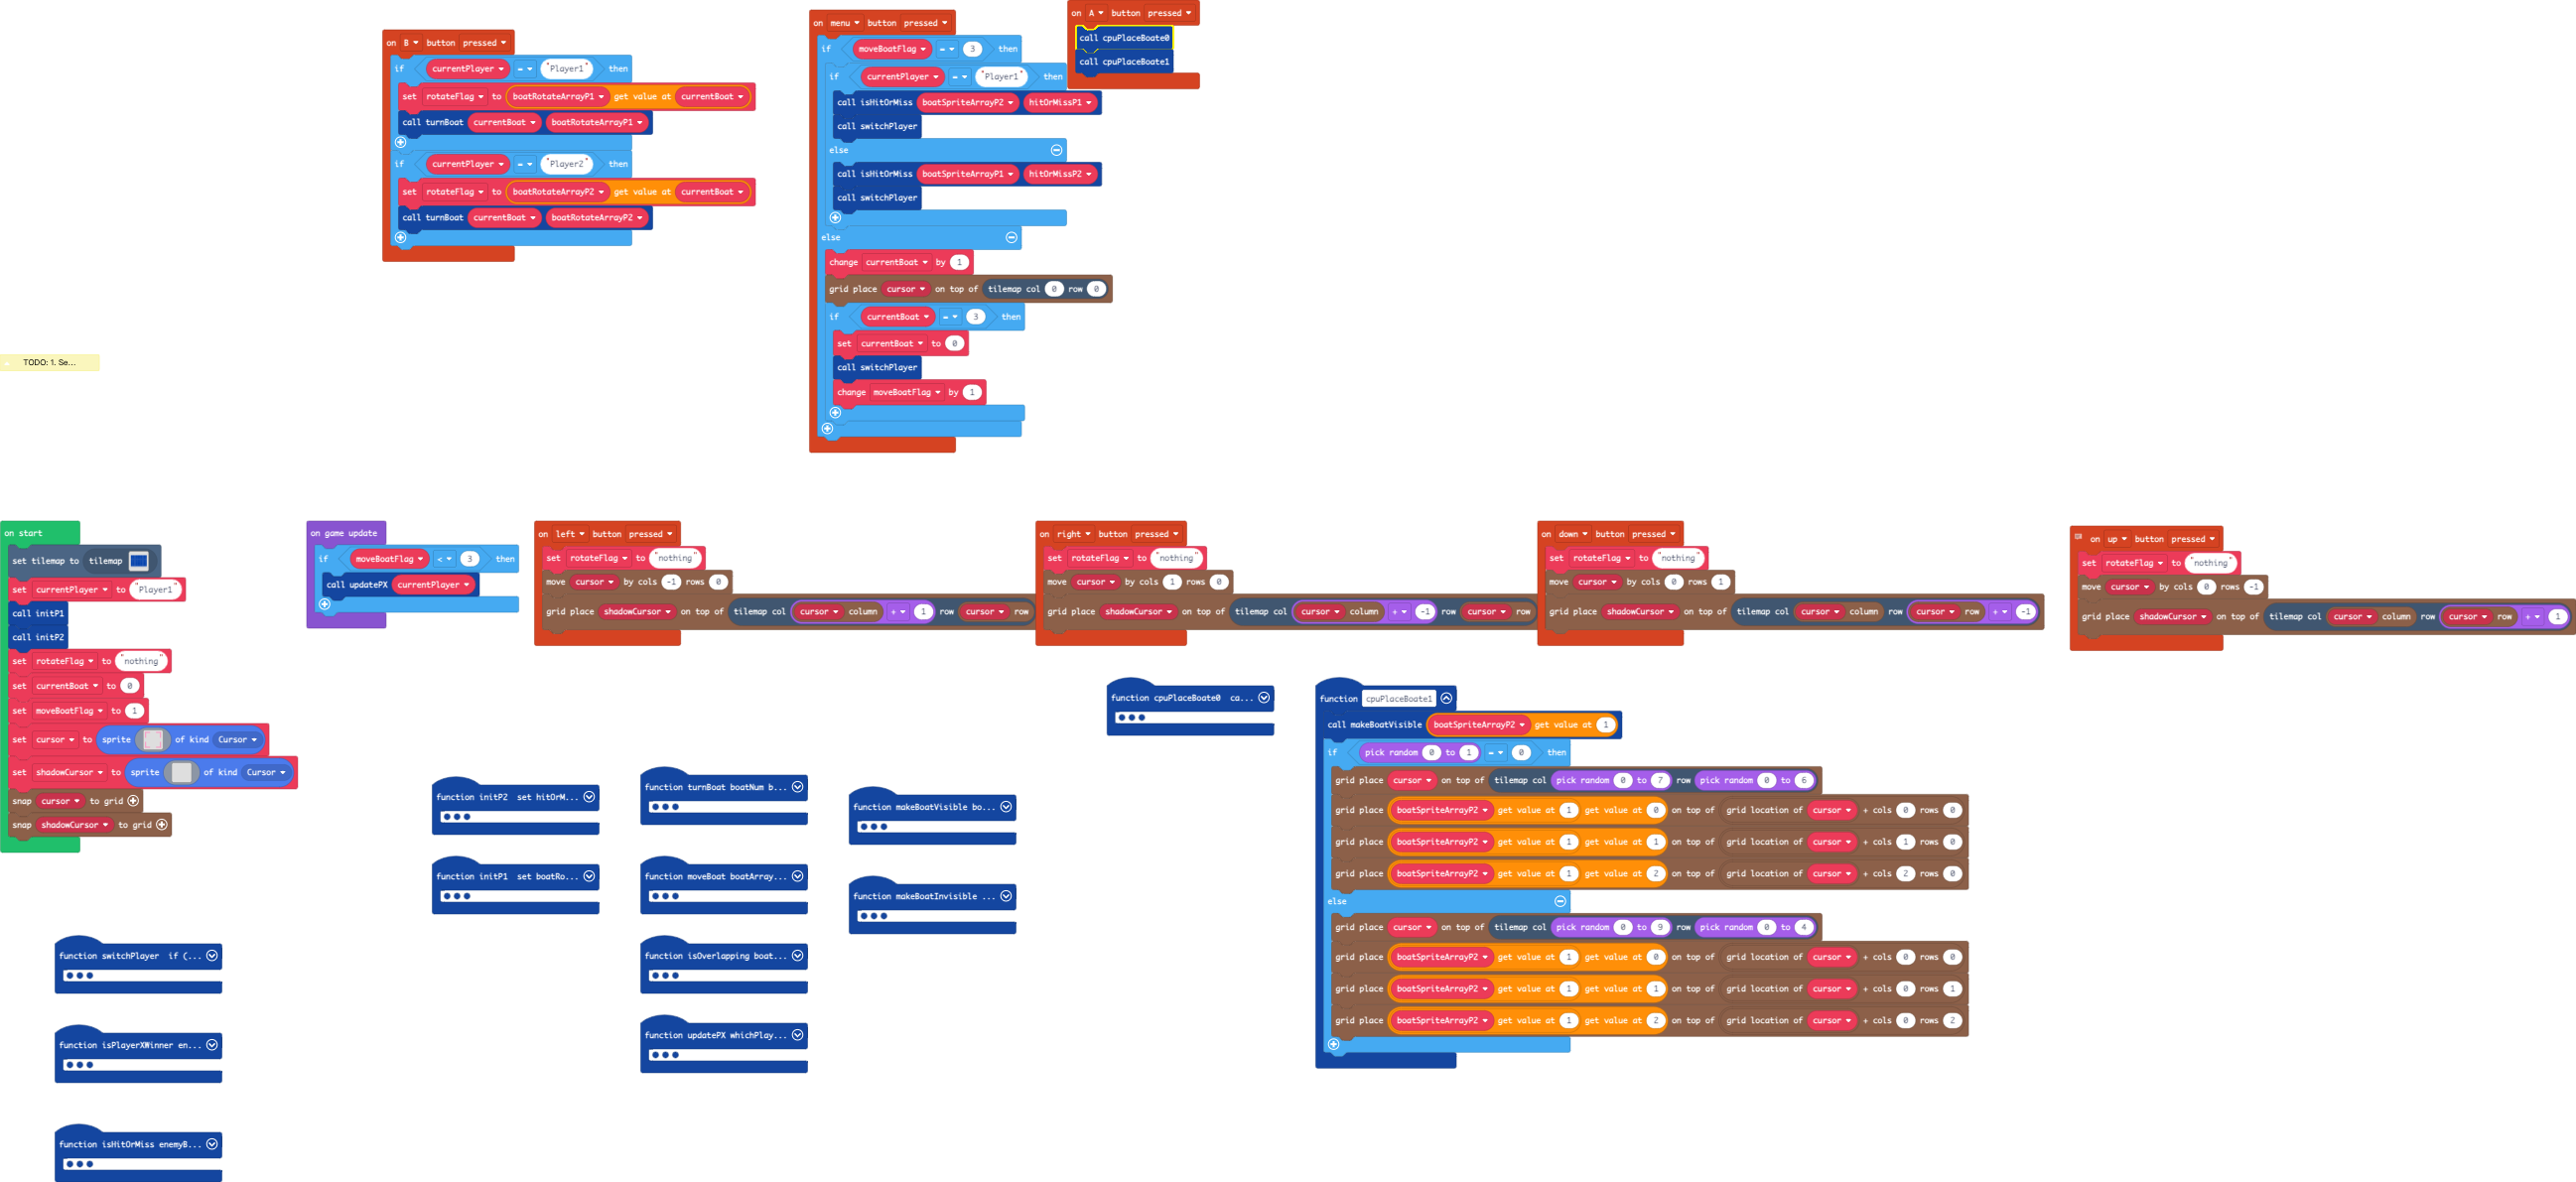 on A button pressed
call cpuPlaceBoate0
call cpuPlaceBoate1
on menu button pressed
if moveBoatFlag = 3 then
if currentPlayer = "Player1" then
call isHitOrMiss boatSpriteArrayP2 hitOrMissP1
call switchPlayer
else
call isHitOrMiss boatSpriteArrayP1 hitOrMissP2
call switchPlayer
else
change currentBoat by 1
grid place cursor on top of tilemap col 0 row 0
if currentBoat = 3 then
set currentBoat to 0
call switchPlayer
change moveBoatFlag by 1
on B button pressed
if currentPlayer = "Player1" then
set rotateFlag to boatRotateArrayP1 get value at currentBoat
call turnBoat currentBoat boatRotateArrayP1
if currentPlayer = "Player2" then
set rotateFlag to boatRotateArrayP2 get value at currentBoat
call turnBoat currentBoat boatRotateArrayP2
TODO: 1. Se...
on start
set tilemap to tilemap
set currentPlayer to "Player1"
call initP1
call initP2
set rotateFlag to "nothing"
set currentBoat to 0
set moveBoatFlag to 1
set cursor to sprite of kind Cursor
set shadowCursor to sprite of kind Cursor
snap cursor to grid
snap shadowCursor to grid
on game update
if moveBoatFlag < 3 then
call updatePX currentPlayer
on left button pressed
set rotateFlag to "nothing"
move cursor by cols -1 rows 0
grid place shadowCursor on top of tilemap col cursor column + 1 row cursor row
on right button pressed
set rotateFlag to "nothing"
move cursor by cols 1 rows 0
grid place shadowCursor on top of tilemap col cursor column + -1 row cursor row
on down button pressed
set rotateFlag to "nothing"
move cursor by cols 0 rows 1
grid place shadowCursor on top of tilemap col cursor column row cursor row + -1
on up button pressed
set rotateFlag to "nothing"
move cursor by cols 0 rows -1
grid place shadowCursor on top of tilemap col cursor column row cursor row + 1
function cpuPlaceBoate0 ca...
function cpuPlaceBoate1
call makeBoatVisible boatSpriteArrayP2 get value at 1
if pick random 0 to 1 = 0 then
grid place cursor on top of tilemap col pick random 0 to 7 row pick random 0 to 6
grid place boatSpriteArrayP2 get value at 1 get value at 0 on top of grid location of cursor + cols 0 rows 0
grid place boatSpriteArrayP2 get value at 1 get value at 1 on top of grid location of cursor + cols 1 rows 0
grid place boatSpriteArrayP2 get value at 1 get value at 2 on top of grid location of cursor + cols 2 rows 0
else
grid place cursor on top of tilemap col pick random 0 to 9 row pick random 0 to 4
grid place boatSpriteArrayP2 get value at 1 get value at 0 on top of grid location of cursor + cols 0 rows 0
grid place boatSpriteArrayP2 get value at 1 get value at 1 on top of grid location of cursor + cols 0 rows 1
grid place boatSpriteArrayP2 get value at 1 get value at 2 on top of grid location of cursor + cols 0 rows 2
function initP2 set hitOrM...
function initP1 set boatRo...
function turnBoat boatNum b...
function moveBoat boatArray...
function isOverlapping boat...
function updatePX whichPlay...
function makeBoatVisible bo...
function makeBoatInvisible ...
function switchPlayer if (...
function isPlayerXWinner en...
function isHitOrMiss enemyB...